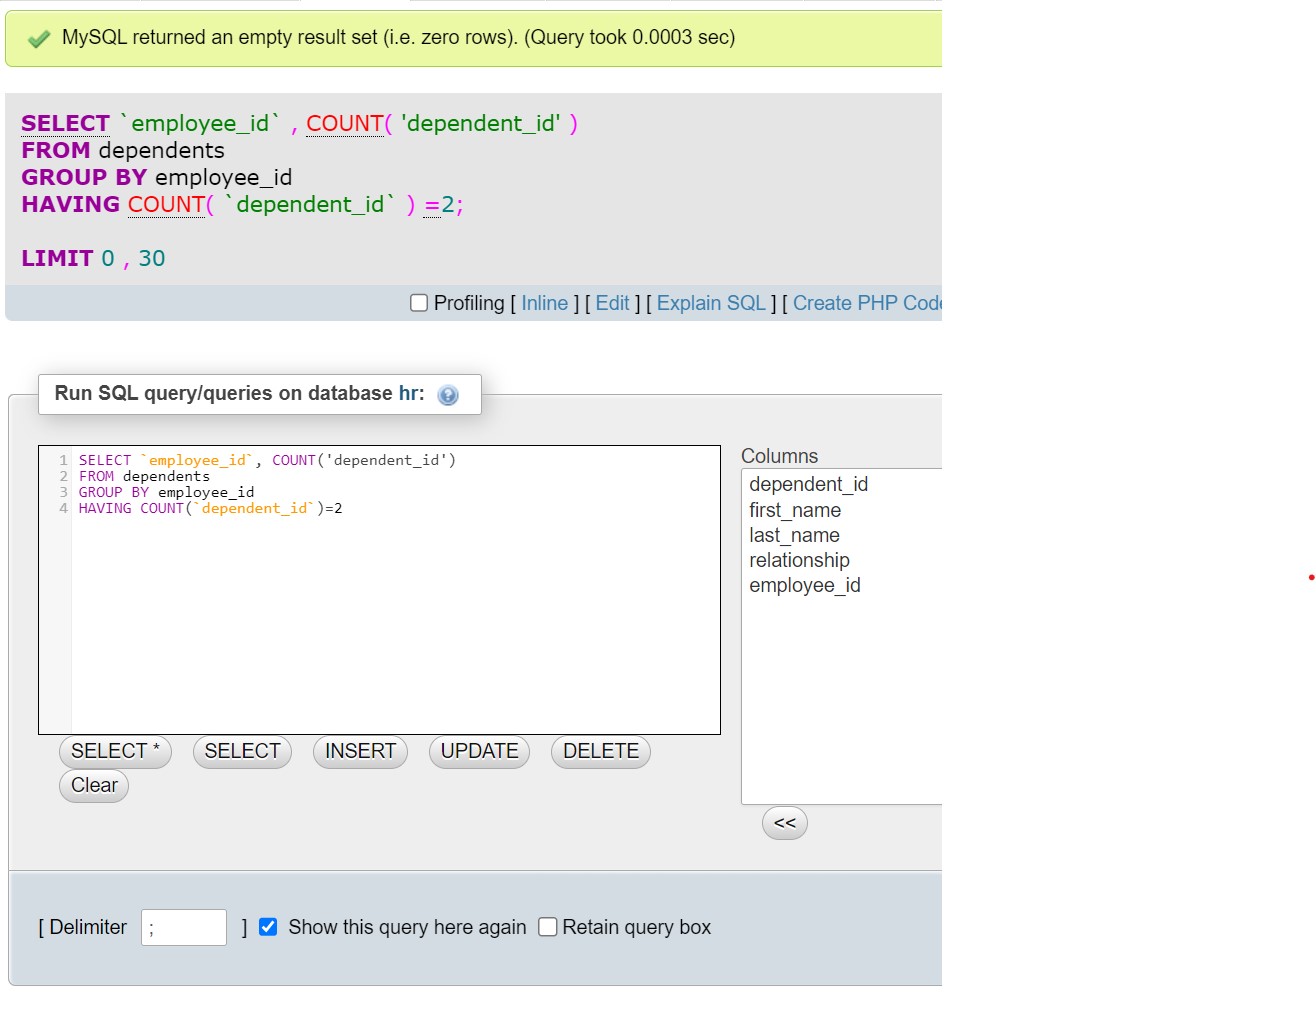 MySQL returned an empty result set (i.e. zero rows). (Query took 0.0003 sec)
SELECT `employee_id` , COUNT( 'dependent_id' )
FROM dependents
GROUP BY employee_id
HAVING COUNT( `dependent_id` ) =2;
LIMIT 0 , 30
Profiling [ Inline ] [ Edit ] [ Explain SQL ] [ Create PHP Code
Run SQL query/queries on database hr:
1 SELECT `employee_id`, COUNT('dependent_id')
2 FROM dependents
3 GROUP BY employee_id
4 HAVING COUNT(`dependent_id`)=2
Columns
dependent_id
first_name
last_name
relationship
employee_id
SELECT * SELECT INSERT UPDATE DELETE
Clear
<<
[ Delimiter ; ] Show this query here again Retain query box